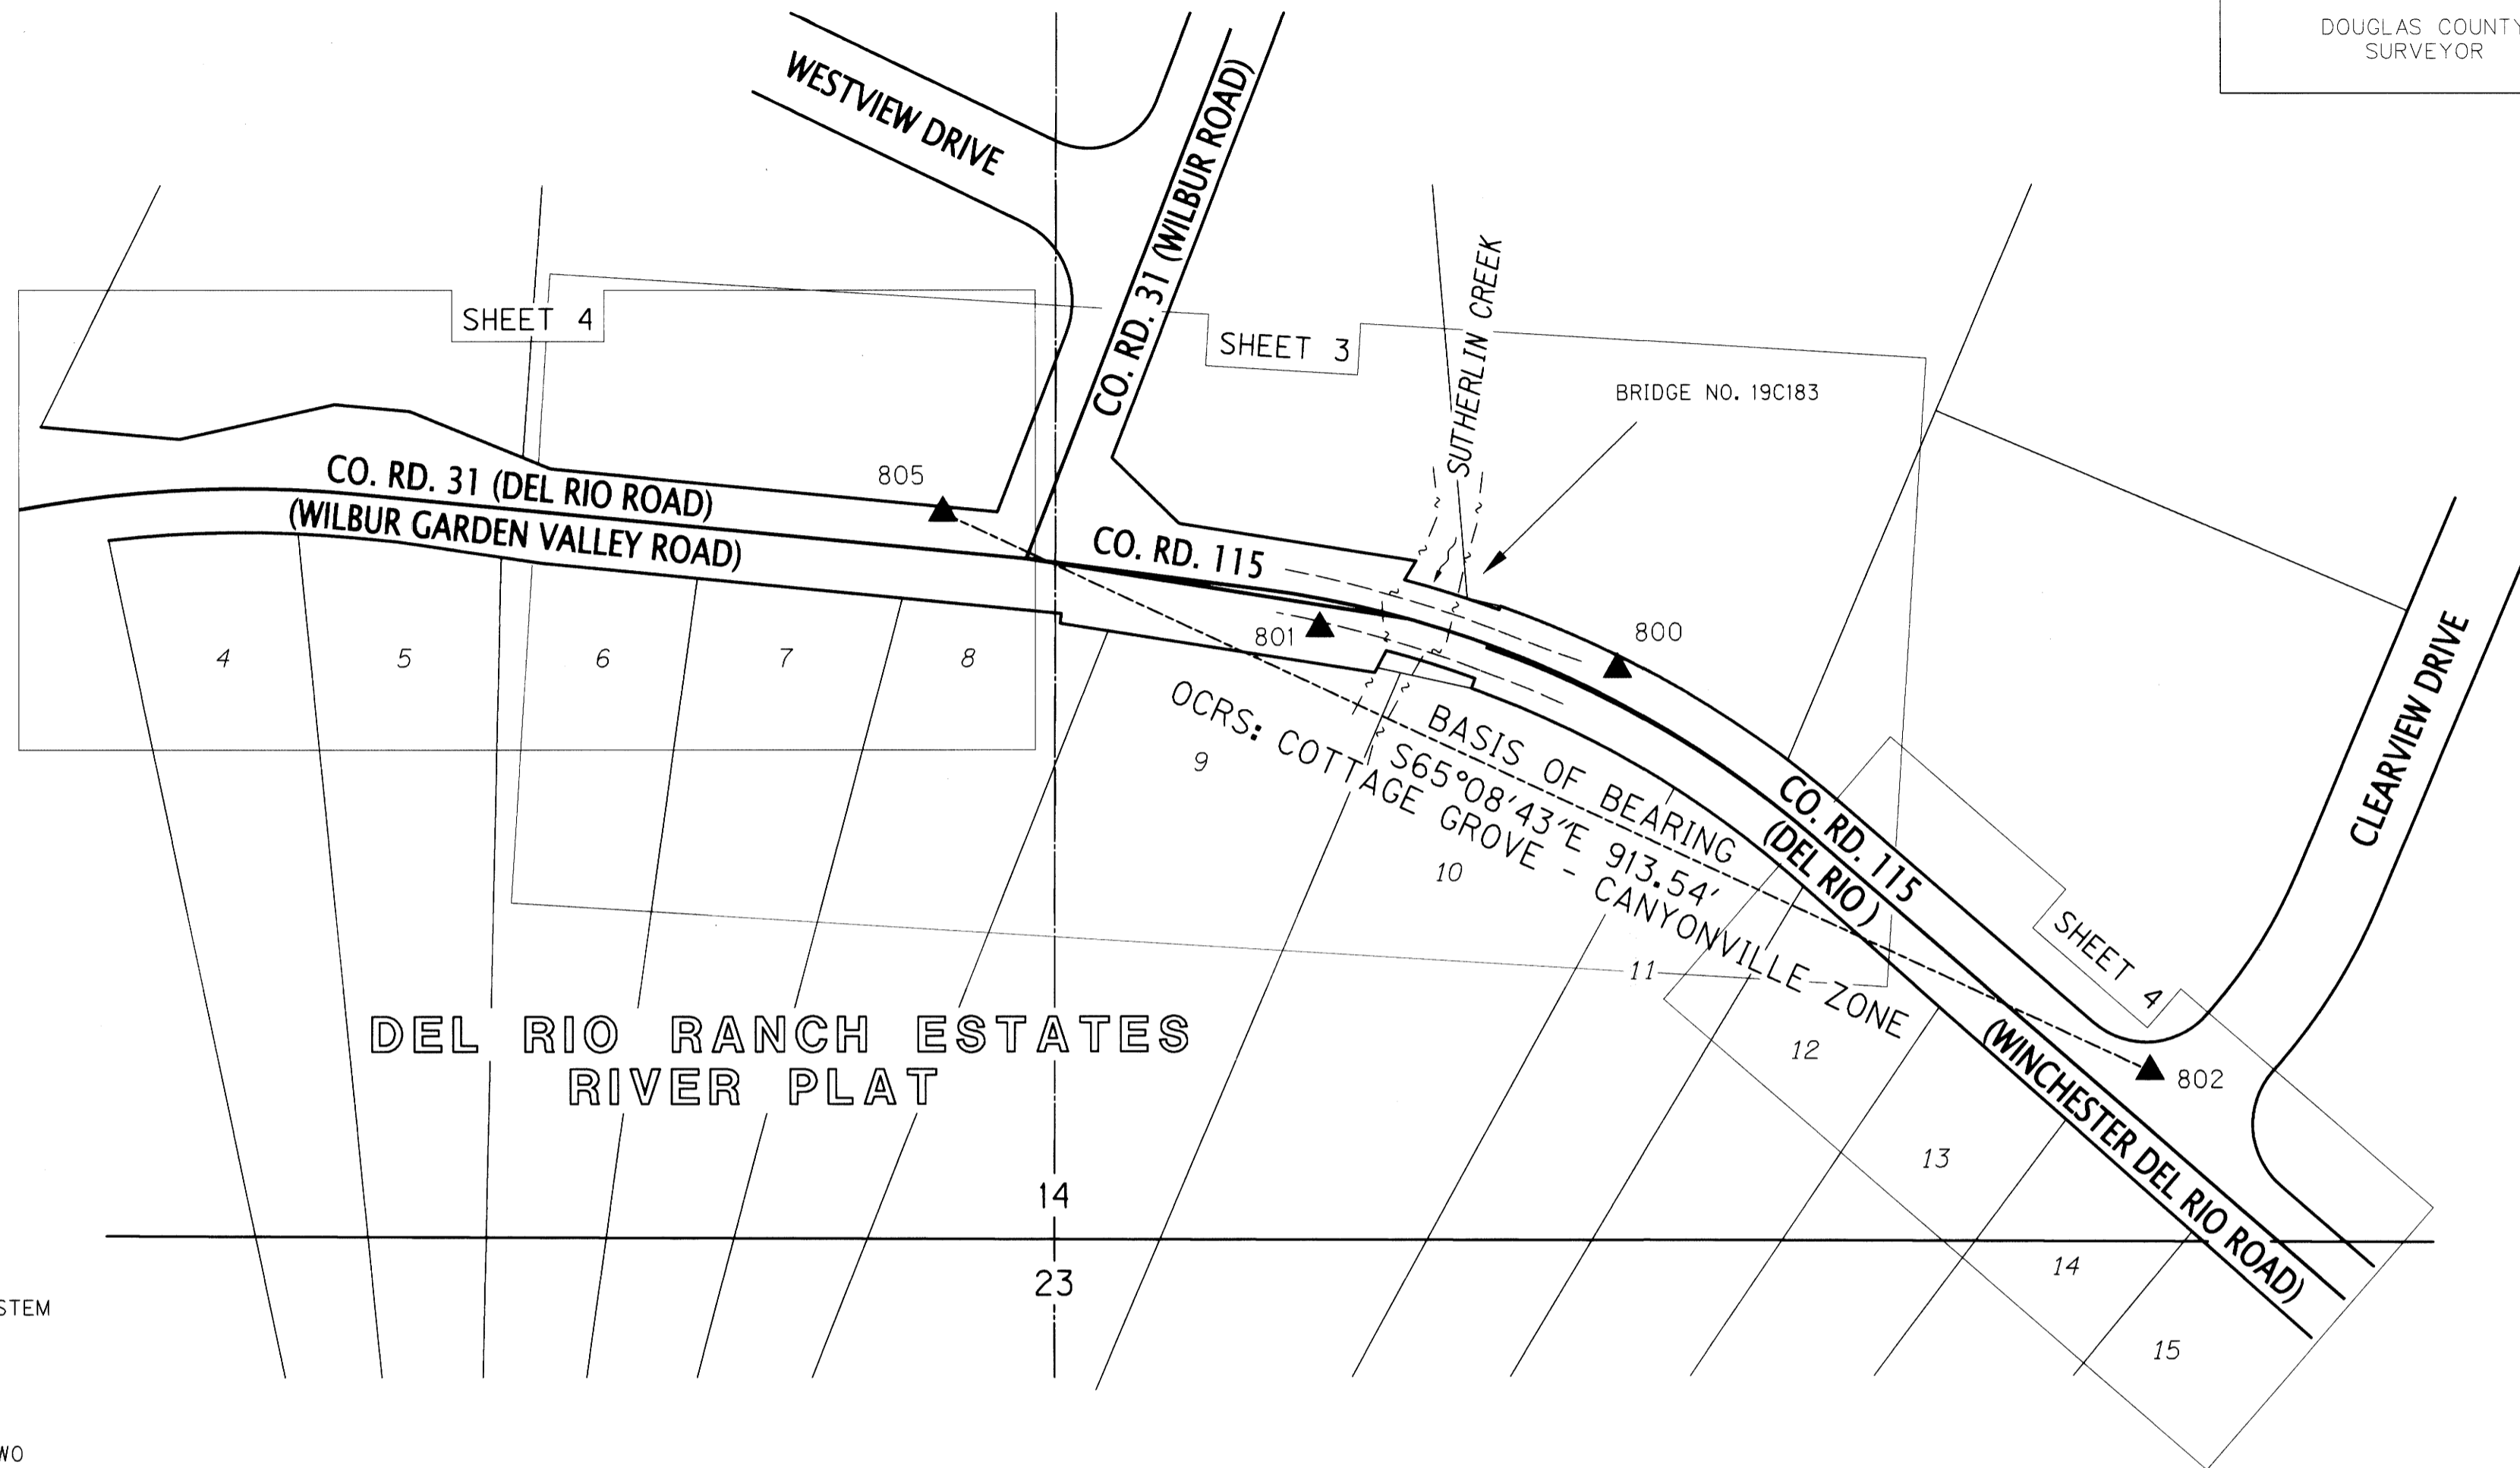 DOUGLAS COUNTY
SURVEYOR
WESTVIEW DRIVE
CO. RD. 31 (WILBUR ROAD)
SHEET 4
SHEET 3
SUTHERLIN CREEK
BRIDGE NO. 19C183
805
CO. RD. 31 (DEL RIO ROAD)
(WILBUR GARDEN VALLEY ROAD)
CO. RD. 115
801
800
CLEARVIEW DRIVE
4
5
6
7
8
9
BASIS OF BEARING
S65°08'43"E 913.54'
OCRS: COTTAGE GROVE - CANYONVILLE ZONE
CO. RD. 115
(DEL RIO)
10
11
SHEET 4
DEL RIO RANCH ESTATES
RIVER PLAT
12
802
(WINCHESTER DEL RIO ROAD)
13
14
23
14
15
STEM
WO